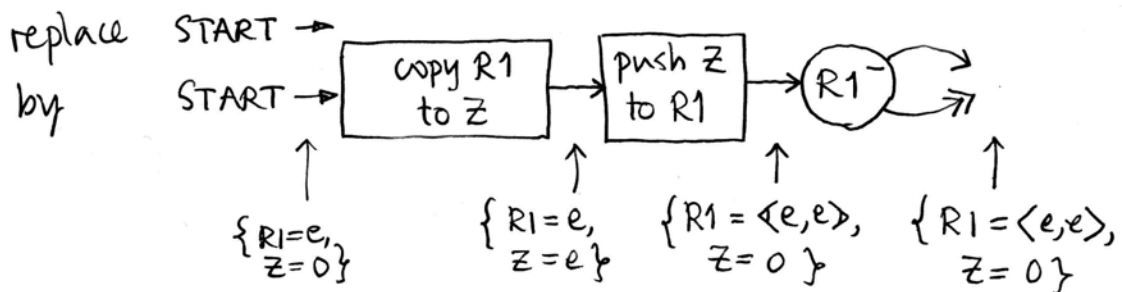 replace START →
by START → copy R1 to Z → push Z to R1 → R1⁻
{R1=e, Z=0}
{R1=e, Z=e}
{R1=⟪e,e⟫, Z=0}
{R1=⟨e,e⟩, Z=0}